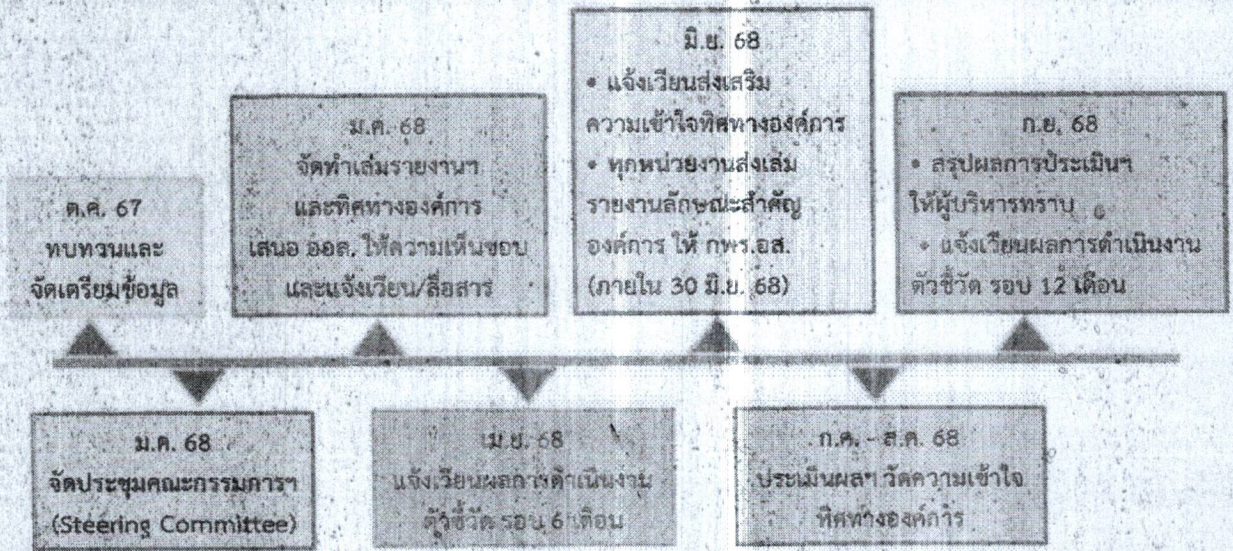 ต.ค. 67
ทบทวนและ
จัดเตรียมข้อมูล
ม.ค. 68
จัดประชุมคณะกรรมการฯ
(Steering Committee)
ม.ค. 68
จัดทำเล่มรายงานฯ
และทิศทางองค์การ
เสนอ ออส. ให้ความเห็นชอบ
และแจ้งเวียน/สื่อสาร
เม.ย. 68
แจ้งเวียนผลการดำเนินงาน
ตัวชี้วัด รอบ 6 เดือน
มิ.ย. 68
• แจ้งเวียนส่งเสริม
ความเข้าใจทิศทางองค์การ
• ทุกหน่วยงานส่งเล่ม
รายงานลักษณะสำคัญ
องค์การ ให้ กพร.อส.
(ภายใน 30 มิ.ย. 68)
ก.ค. - ส.ค. 68
ประเมินผลฯ วัดความเข้าใจ
ทิศทางองค์การ
ก.ย. 68
• สรุปผลการประเมินฯ
ให้ผู้บริหารทราบ
• แจ้งเวียนผลการดำเนินงาน
ตัวชี้วัด รอบ 12 เดือน